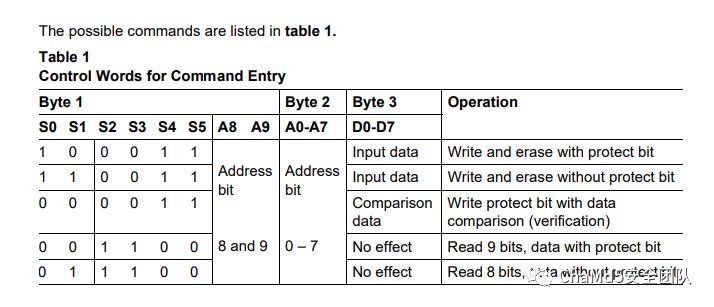 The possible commands are listed in table 1.
Table 1
Control Words for Command Entry
Byte 1 Byte 2 Byte 3 Operation
S0 S1 S2 S3 S4 S5 A8 A9 A0-A7 D0-D7
1 0 0 0 1 1 Address bit Address bit Input data Write and erase with protect bit
1 1 0 0 1 1 Input data Write and erase without protect bit
0 0 0 0 1 1 Comparison data Write protect bit with data comparison (verification)
0 0 1 1 0 0 8 and 9 0 – 7 No effect Read 9 bits, data with protect bit
0 1 1 1 0 0 No effect Read 8 bits, data without protect bit
chaMd5安全团队